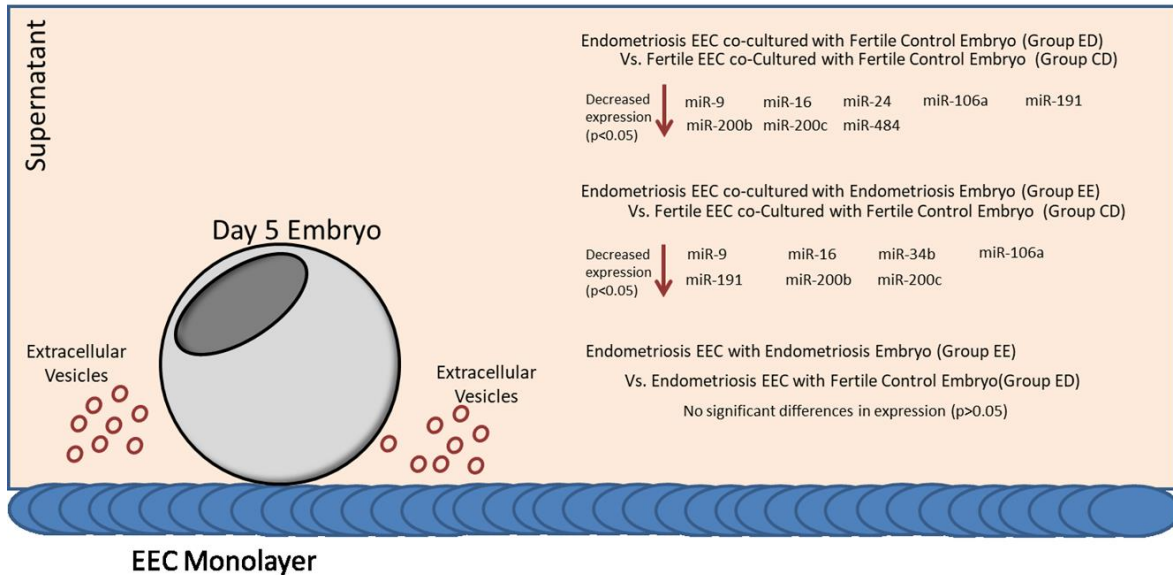 Supernatant
Endometriosis EEC co-cultured with Fertile Control Embryo (Group ED)
Vs. Fertile EEC co-Cultured with Fertile Control Embryo (Group CD)
Decreased
expression
(p<0.05)
miR-9 miR-16 miR-24 miR-106a miR-191
miR-200b miR-200c miR-484
Endometriosis EEC co-cultured with Endometriosis Embryo (Group EE)
Vs. Fertile EEC co-Cultured with Fertile Control Embryo (Group CD)
Decreased
expression
(p<0.05)
miR-9 miR-16 miR-34b miR-106a
miR-191 miR-200b miR-200c
Endometriosis EEC with Endometriosis Embryo (Group EE)
Vs. Endometriosis EEC with Fertile Control Embryo(Group ED)
No significant differences in expression (p>0.05)
Day 5 Embryo
Extracellular
Vesicles
Extracellular
Vesicles
EEC Monolayer